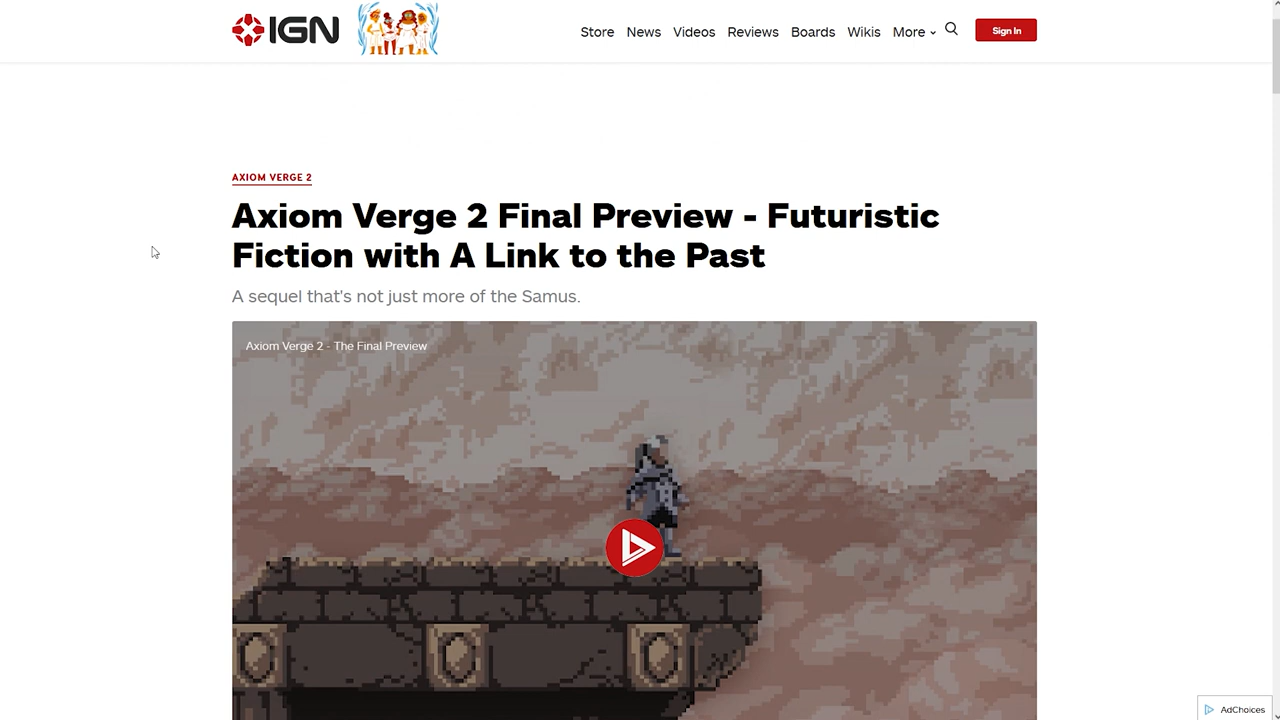 IGN
Store News Videos Reviews Boards Wikis More Sign In
AXIOM VERGE 2
Axiom Verge 2 Final Preview - Futuristic
Fiction with A Link to the Past
A sequel that's not just more of the Samus.
Axiom Verge 2 - The Final Preview
AdChoices